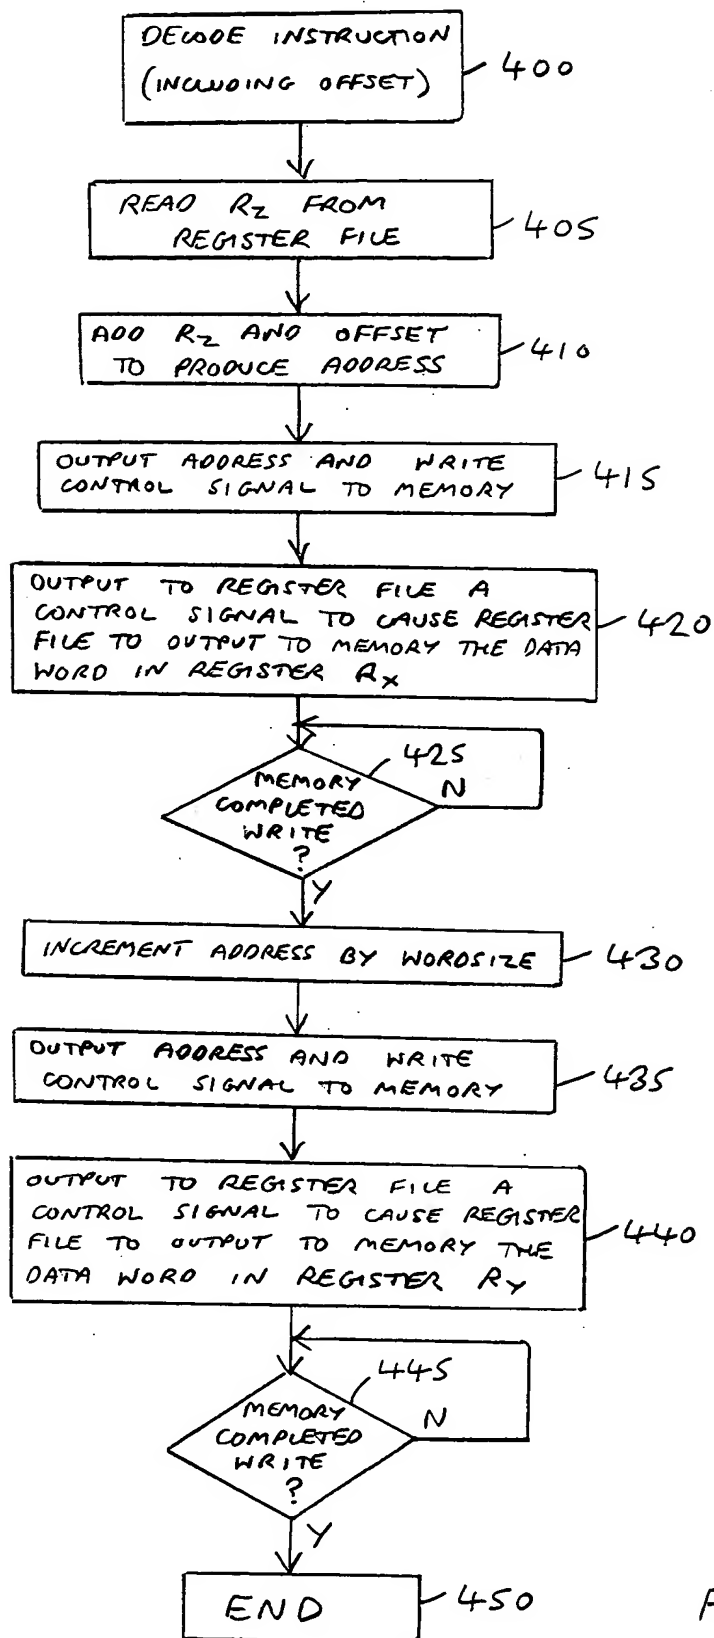 DECODE INSTRUCTION
(INCLUDING OFFSET)
400
READ RZ FROM
REGISTER FILE
405
ADD RZ AND OFFSET
TO PRODUCE ADDRESS
410
OUTPUT ADDRESS AND WRITE
CONTROL SIGNAL TO MEMORY
415
OUTPUT TO REGISTER FILE A
CONTROL SIGNAL TO CAUSE REGISTER
FILE TO OUTPUT TO MEMORY THE DATA
WORD IN REGISTER RX
420
425
MEMORY
COMPLETED
WRITE
?
N
Y
INCREMENT ADDRESS BY WORDSIZE
430
OUTPUT ADDRESS AND WRITE
CONTROL SIGNAL TO MEMORY
435
OUTPUT TO REGISTER FILE A
CONTROL SIGNAL TO CAUSE REGISTER
FILE TO OUTPUT TO MEMORY THE
DATA WORD IN REGISTER RY
440
445
MEMORY
COMPLETED
WRITE
?
N
Y
END
450